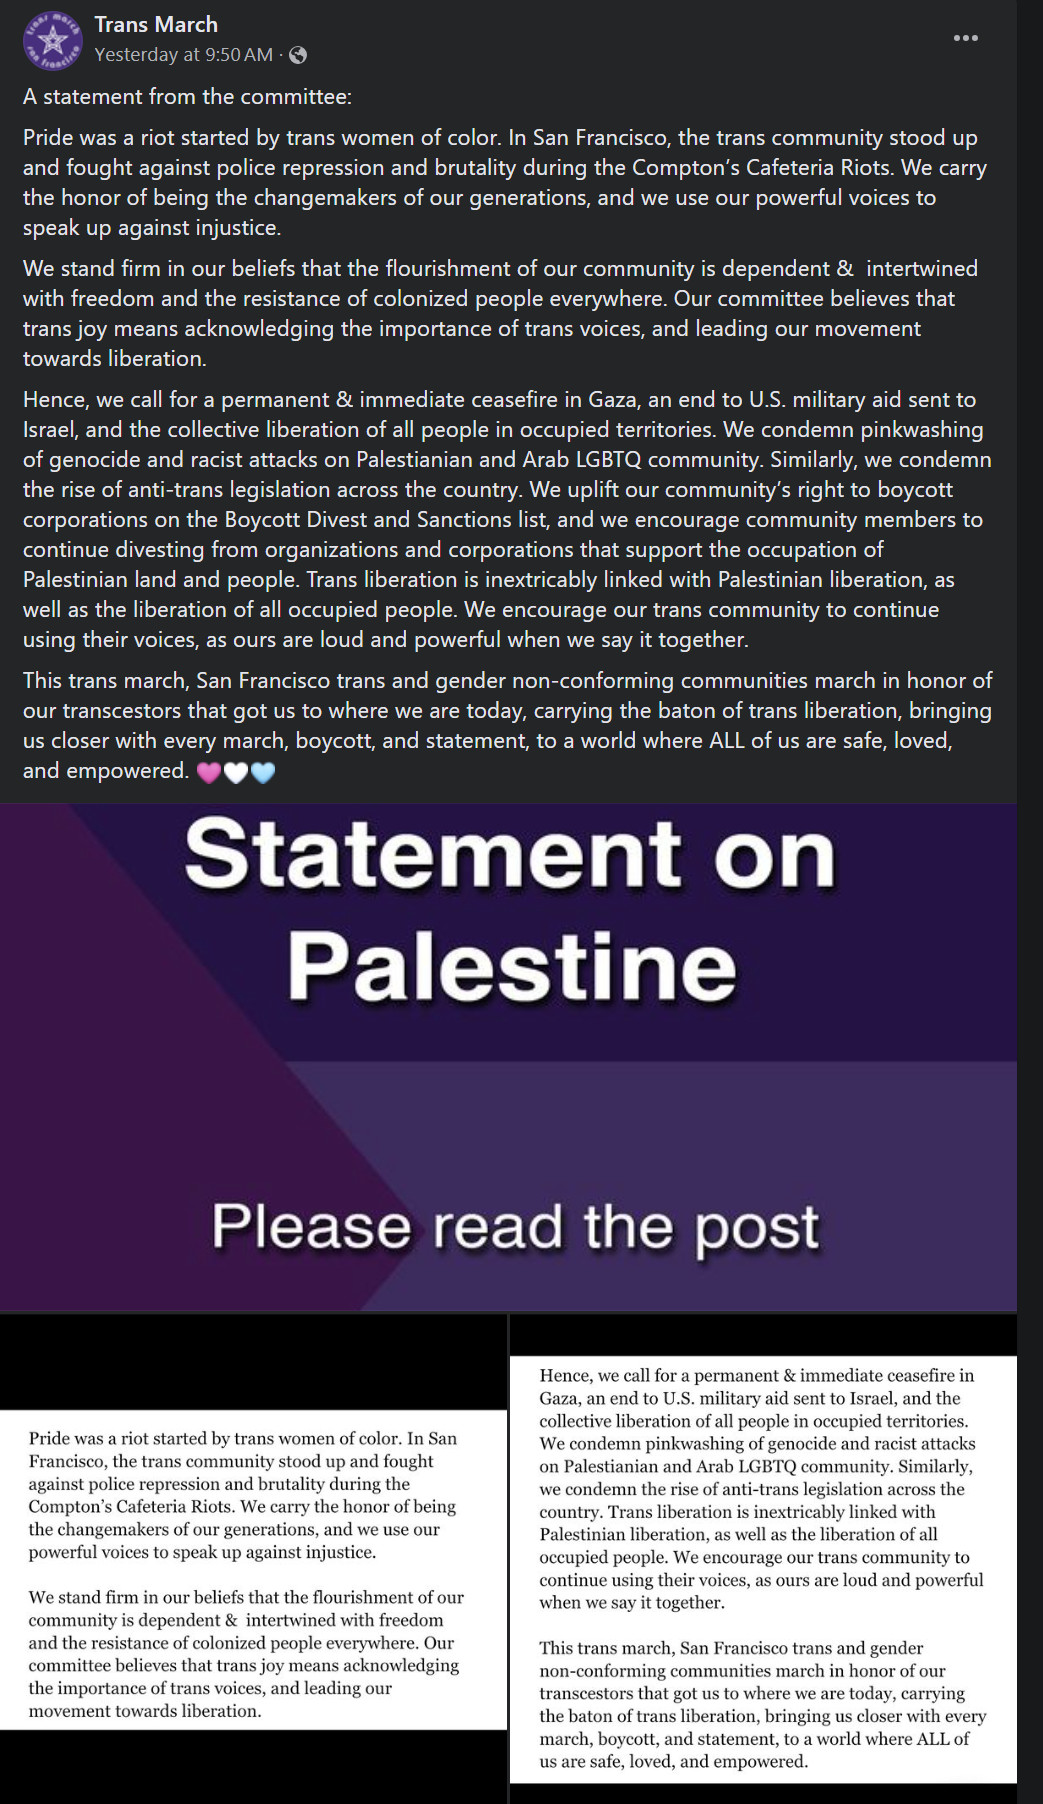 trans march
san francisco
Trans March
Yesterday at 9:50 AM ·
A statement from the committee:
Pride was a riot started by trans women of color. In San Francisco, the trans community stood up
and fought against police repression and brutality during the Compton's Cafeteria Riots. We carry
the honor of being the changemakers of our generations, and we use our powerful voices to
speak up against injustice.
We stand firm in our beliefs that the flourishment of our community is dependent &  intertwined
with freedom and the resistance of colonized people everywhere. Our committee believes that
trans joy means acknowledging the importance of trans voices, and leading our movement
towards liberation.
Hence, we call for a permanent & immediate ceasefire in Gaza, an end to U.S. military aid sent to
Israel, and the collective liberation of all people in occupied territories. We condemn pinkwashing
of genocide and racist attacks on Palestianian and Arab LGBTQ community. Similarly, we condemn
the rise of anti-trans legislation across the country. We uplift our community's right to boycott
corporations on the Boycott Divest and Sanctions list, and we encourage community members to
continue divesting from organizations and corporations that support the occupation of
Palestinian land and people. Trans liberation is inextricably linked with Palestinian liberation, as
well as the liberation of all occupied people. We encourage our trans community to continue
using their voices, as ours are loud and powerful when we say it together.
This trans march, San Francisco trans and gender non-conforming communities march in honor of
our transcestors that got us to where we are today, carrying the baton of trans liberation, bringing
us closer with every march, boycott, and statement, to a world where ALL of us are safe, loved,
and empowered. 🩷🤍🩵
Statement on
Palestine
Please read the post
Pride was a riot started by trans women of color. In San
Francisco, the trans community stood up and fought
against police repression and brutality during the
Compton's Cafeteria Riots. We carry the honor of being
the changemakers of our generations, and we use our
powerful voices to speak up against injustice.
We stand firm in our beliefs that the flourishment of our
community is dependent &  intertwined with freedom
and the resistance of colonized people everywhere. Our
committee believes that trans joy means acknowledging
the importance of trans voices, and leading our
movement towards liberation.
Hence, we call for a permanent & immediate ceasefire in
Gaza, an end to U.S. military aid sent to Israel, and the
collective liberation of all people in occupied territories.
We condemn pinkwashing of genocide and racist attacks
on Palestianian and Arab LGBTQ community. Similarly,
we condemn the rise of anti-trans legislation across the
country. Trans liberation is inextricably linked with
Palestinian liberation, as well as the liberation of all
occupied people. We encourage our trans community to
continue using their voices, as ours are loud and powerful
when we say it together.
This trans march, San Francisco trans and gender
non-conforming communities march in honor of our
transcestors that got us to where we are today, carrying
the baton of trans liberation, bringing us closer with every
march, boycott, and statement, to a world where ALL of
us are safe, loved, and empowered.